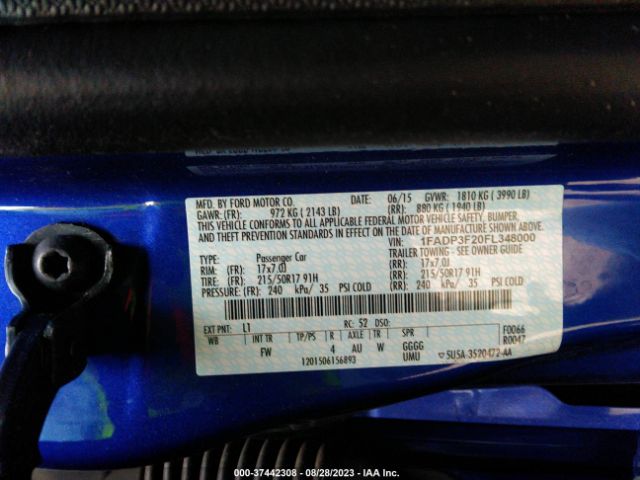 MFD. BY FORD MOTOR CO. 06/15 GVWR: 1810 KG ( 3990 LB)
GAWR: (FR): 972 KG ( 2143 LB) (RR): 880 KG ( 1940 LB)
THIS VEHICLE CONFORMS TO ALL APPLICABLE FEDERAL MOTOR VEHICLE SAFETY, BUMPER,
AND THEFT PREVENTION STANDARDS IN EFFECT ON THE DATE OF MANUFACTURE SHOWN ABOVE.
VIN: 1FADP3F20FL348000
TYPE: Passenger Car TRAILER TOWING - SEE OWNER GUIDE
RIM: (FR): 17x7.0J (RR): 17x7.0J
TIRE: (FR): 215/50R17 91H (RR): 215/50R17 91H
PRESSURE: (FR): 240 kPa/ 35 PSI COLD (RR): 240 kPa/ 35 PSI COLD
EXT PNT: L1 RC: 52 DSO: F0066
WB INT TR TP/PS R AXLE TR SPR R0047
FW 4 AU W GGGG
1201506156893 UMU 5U5A-3520472-AA
000-37442308 - 08/28/2023 - IAA Inc.